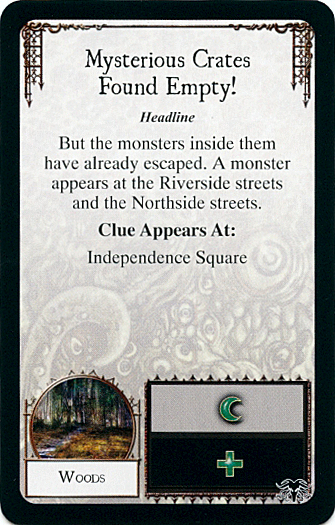 Mysterious Crates
Found Empty!
Headline
But the monsters inside them
have already escaped. A monster
appears at the Riverside streets
and the Northside streets.
Clue Appears At:
Independence Square
Woods